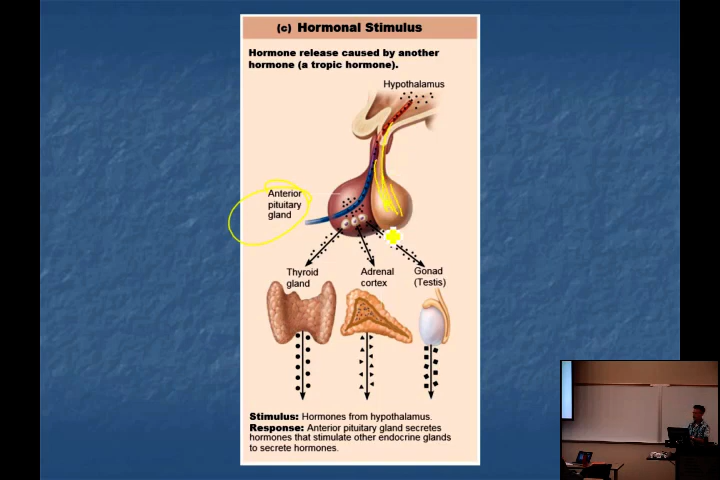 (c) Hormonal Stimulus
Hormone release caused by another
hormone (a tropic hormone).
Hypothalamus
Anterior
pituitary
gland
Thyroid
gland
Adrenal
cortex
Gonad
(Testis)
Stimulus: Hormones from hypothalamus.
Response: Anterior pituitary gland secretes
hormones that stimulate other endocrine glands
to secrete hormones.